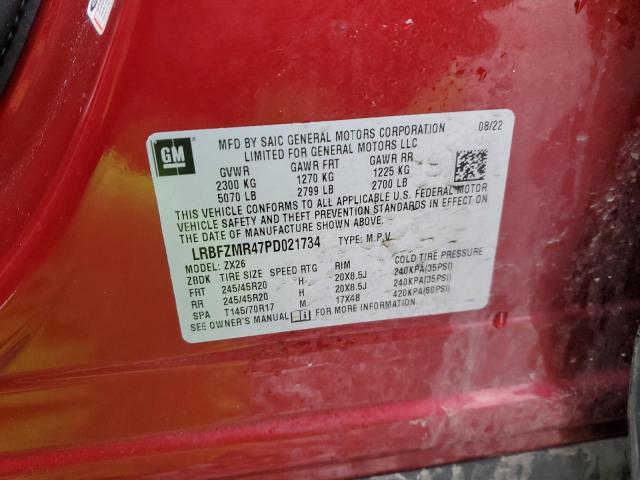 GM
MFD BY SAIC GENERAL MOTORS CORPORATION 08/22
LIMITED FOR GENERAL MOTORS LLC
GVWR GAWR FRT GAWR RR
2300 KG 1270 KG 1225 KG
5070 LB 2799 LB 2700 LB
THIS VEHICLE CONFORMS TO ALL APPLICABLE U.S. FEDERAL MOTOR
VEHICLE SAFETY AND THEFT PREVENTION STANDARDS IN EFFECT ON
THE DATE OF MANUFACTURE SHOWN ABOVE.
LRBFZMR47PD021734 TYPE: M.P.V.
MODEL: ZX26
ZBDK TIRE SIZE SPEED RTG RIM COLD TIRE PRESSURE
FRT 245/45R20 H 20X8.5J 240KPA(35PSI)
RR 245/45R20 H 20X8.5J 240KPA(35PSI)
SPA T145/70R17 M 17X4B 420KPA(60PSI)
SEE OWNER'S MANUAL FOR MORE INFORMATION.